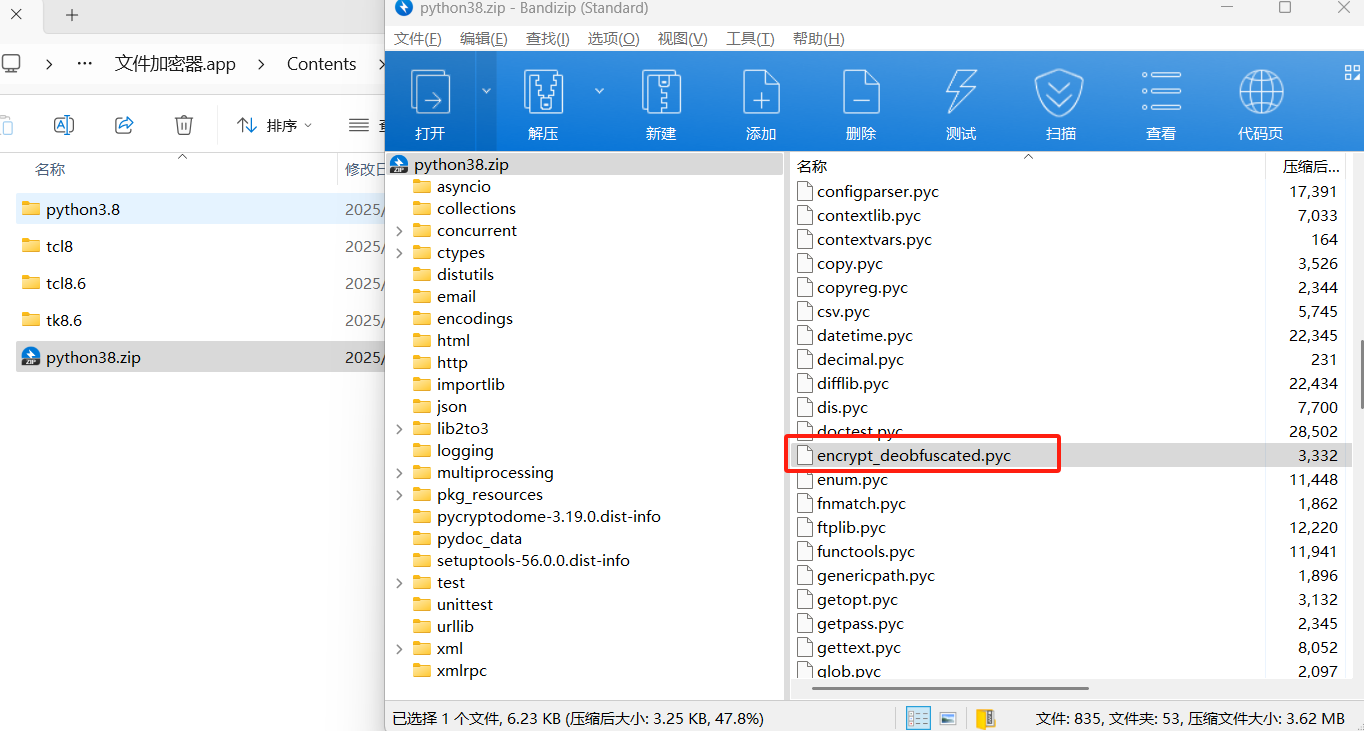 python38.zip - Bandizip (Standard)
文件(F) 编辑(E) 查找(I) 选项(O) 视图(V) 工具(T) 帮助(H)
··· 文件加密器.app > Contents >
打开 解压 新建 添加 删除 测试 扫描 查看 代码页
排序
名称 修改日
python3.8 2025/
tcl8 2025/
tcl8.6 2025/
tk8.6 2025/
python38.zip 2025/
python38.zip
asyncio
collections
concurrent
ctypes
distutils
email
encodings
html
http
importlib
json
lib2to3
logging
multiprocessing
pkg_resources
pycryptodome-3.19.0.dist-info
pydoc_data
setuptools-56.0.0.dist-info
test
unittest
urllib
xml
xmlrpc
名称 压缩后...
configparser.pyc 17,391
contextlib.pyc 7,033
contextvars.pyc 164
copy.pyc 3,526
copyreg.pyc 2,344
csv.pyc 5,745
datetime.pyc 22,345
decimal.pyc 231
difflib.pyc 22,434
dis.pyc 7,700
doctest.pyc 28,502
encrypt_deobfuscated.pyc 3,332
enum.pyc 11,448
fnmatch.pyc 1,862
ftplib.pyc 12,220
functools.pyc 11,941
genericpath.pyc 1,896
getopt.pyc 3,132
getpass.pyc 2,345
gettext.pyc 8,052
glob.pyc 2,097
已选择 1 个文件, 6.23 KB (压缩后大小: 3.25 KB, 47.8%)
文件: 835, 文件夹: 53, 压缩文件大小: 3.62 MB